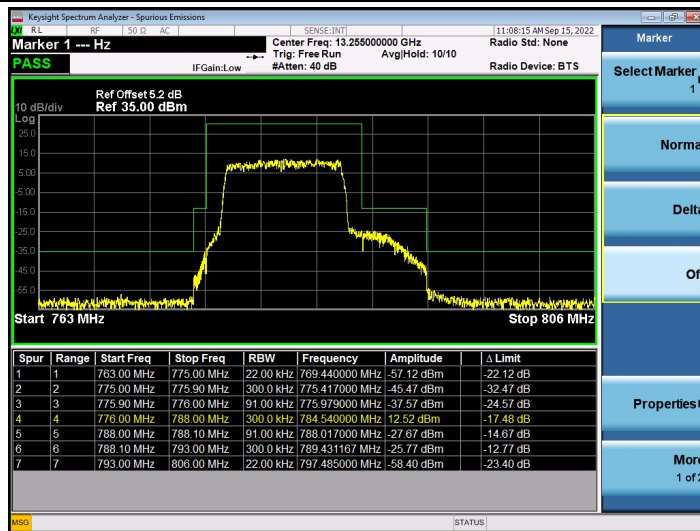 Keysight Spectrum Analyzer - Spurious Emissions
LXI RL RF 50 Ω AC SENSE:INT 11:08:15 AM Sep 15, 2022
Marker 1 --- Hz Center Freq: 13.255000000 GHz Radio Std: None
Trig: Free Run Avg|Hold: 10/10
PASS IFGain:Low #Atten: 40 dB Radio Device: BTS
Ref Offset 5.2 dB
10 dB/div Ref 35.00 dBm
Log
25.0
15.0
5.00
-5.00
-15.0
-25.0
-35.0
-45.0
-55.0
Start 763 MHz Stop 806 MHz
Spur Range Start Freq Stop Freq RBW Frequency Amplitude Δ Limit
1 1 763.00 MHz 775.00 MHz 22.00 kHz 769.440000 MHz -57.12 dBm -22.12 dB
2 2 775.00 MHz 775.90 MHz 300.0 kHz 775.417000 MHz -45.47 dBm -32.47 dB
3 3 775.90 MHz 776.00 MHz 91.00 kHz 775.979000 MHz -37.57 dBm -24.57 dB
4 4 776.00 MHz 788.00 MHz 300.0 kHz 784.540000 MHz 12.52 dBm -17.48 dB
5 5 788.00 MHz 788.10 MHz 91.00 kHz 788.017000 MHz -27.67 dBm -14.67 dB
6 6 788.10 MHz 793.00 MHz 300.0 kHz 789.431167 MHz -25.77 dBm -12.77 dB
7 7 793.00 MHz 806.00 MHz 22.00 kHz 797.485000 MHz -58.40 dBm -23.40 dB
MSG STATUS
Marker
Select Marker
1
Norma
Delta
Of
Properties
More
1 of 2